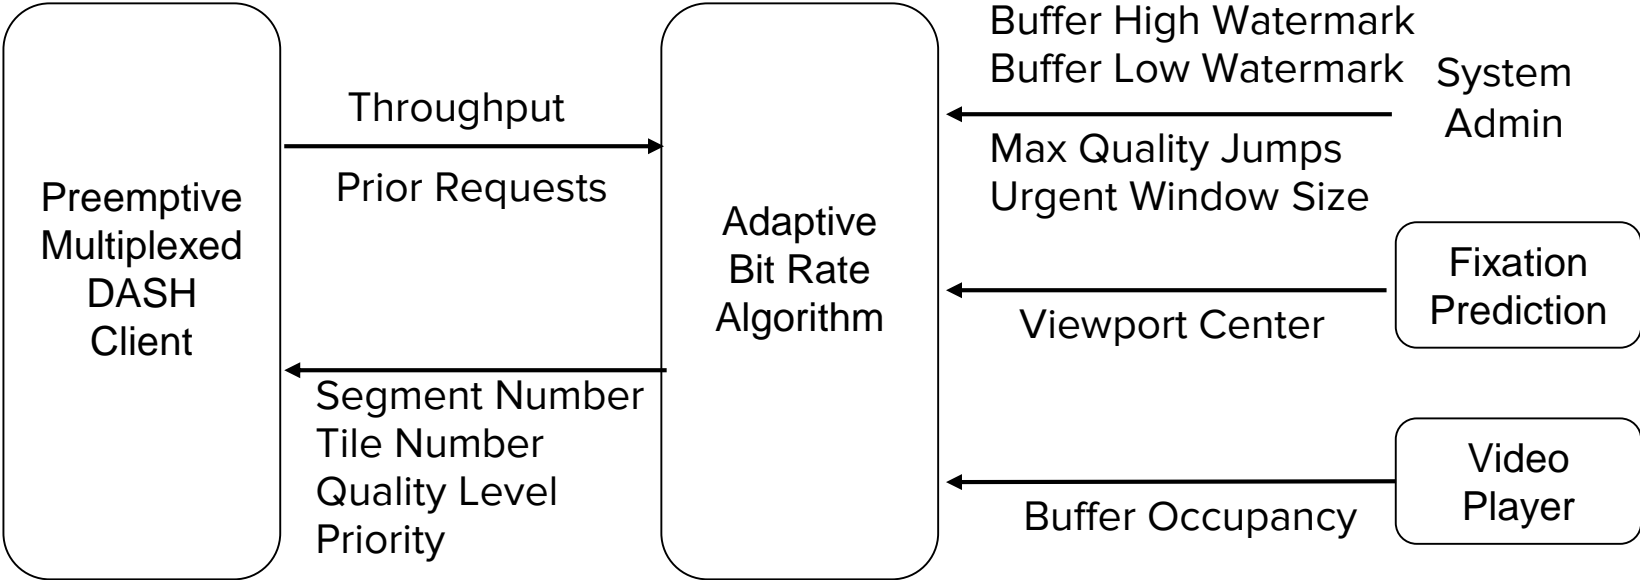 Preemptive
Multiplexed
DASH
Client
Throughput
Prior Requests
Segment Number
Tile Number
Quality Level
Priority
Adaptive
Bit Rate
Algorithm
Buffer High Watermark
Buffer Low Watermark
Max Quality Jumps
Urgent Window Size
System
Admin
Viewport Center
Fixation
Prediction
Buffer Occupancy
Video
Player